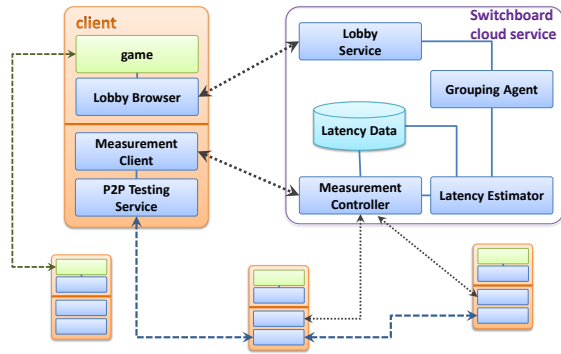 client
game
Lobby Browser
Measurement
Client
P2P Testing
Service
Switchboard
cloud service
Lobby
Service
Grouping Agent
Latency Data
Measurement
Controller
Latency Estimator